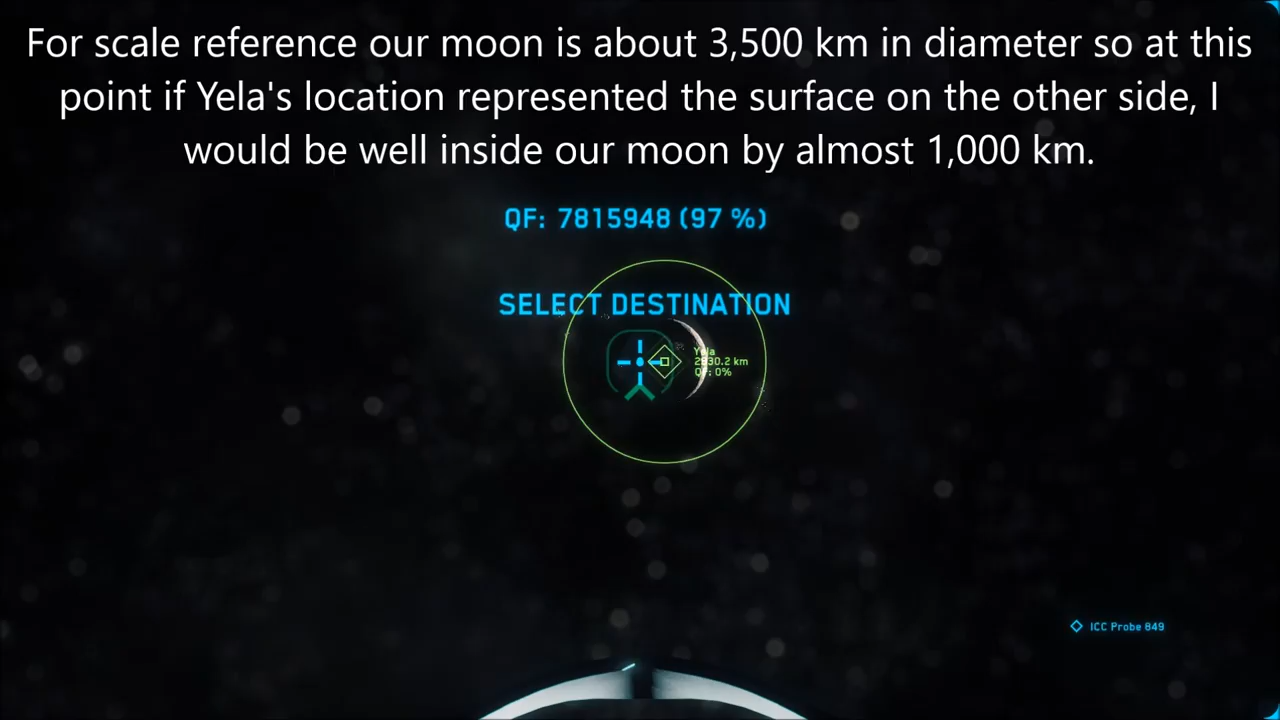 For scale reference our moon is about 3,500 km in diameter so at this
point if Yela's location represented the surface on the other side, I
would be well inside our moon by almost 1,000 km.
QF: 7815948 (97 %)
SELECT DESTINATION
Yela
km
QF: 0%
ICC Probe 849